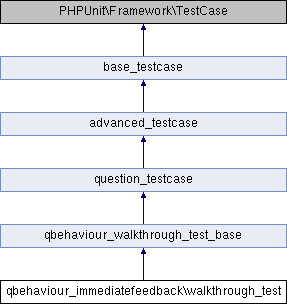 PHPUnit\Framework\TestCase
base_testcase
advanced_testcase
question_testcase
qbehaviour_walkthrough_test_base
qbehaviour_immediatefeedback\walkthrough_test